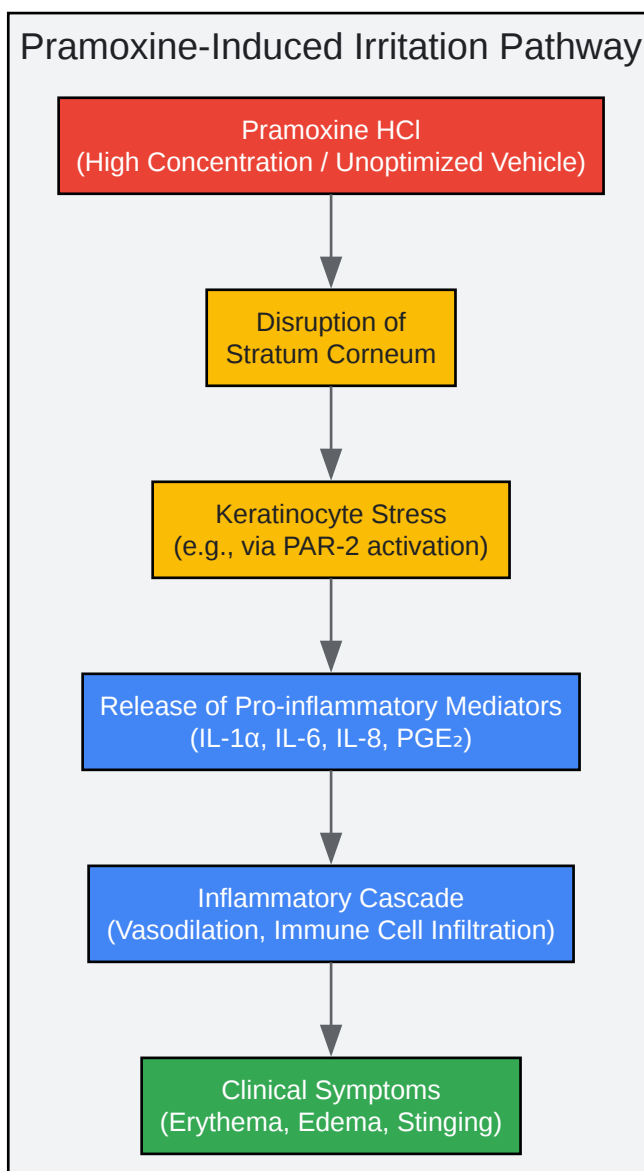 Pramoxine-Induced Irritation Pathway
Pramoxine HCl
(High Concentration / Unoptimized Vehicle)
Disruption of
Stratum Corneum
Keratinocyte Stress
(e.g., via PAR-2 activation)
Release of Pro-inflammatory Mediators
(IL-1α, IL-6, IL-8, PGE₂)
Inflammatory Cascade
(Vasodilation, Immune Cell Infiltration)
Clinical Symptoms
(Erythema, Edema, Stinging)